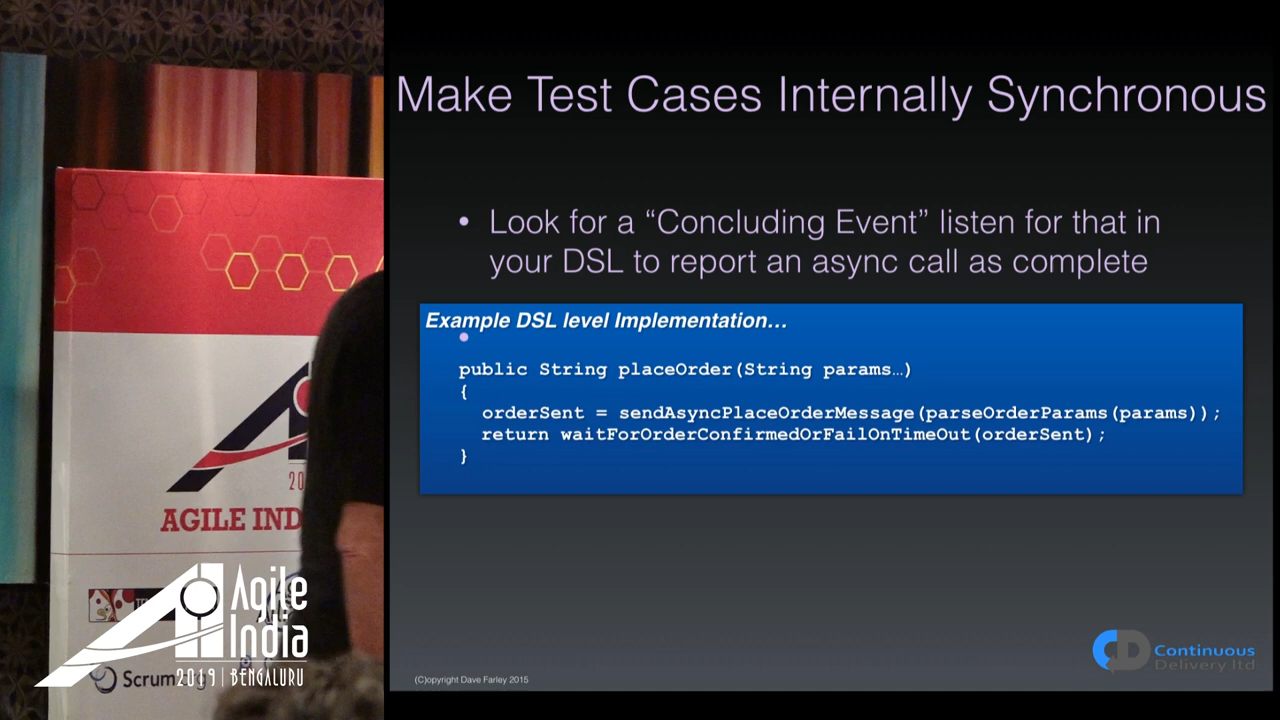 Make Test Cases Internally Synchronous
• Look for a “Concluding Event” listen for that in
your DSL to report an async call as complete
Example DSL level Implementation…
•
public String placeOrder(String params…)
{
orderSent = sendAsyncPlaceOrderMessage(parseOrderParams(params));
return waitForOrderConfirmedOrFailOnTimeOut(orderSent);
}
Continuous
Delivery ltd
(C)opyright Dave Farley 2015
20
AGILE IND
Scrum
Agile
India
2019 | BENGALURU